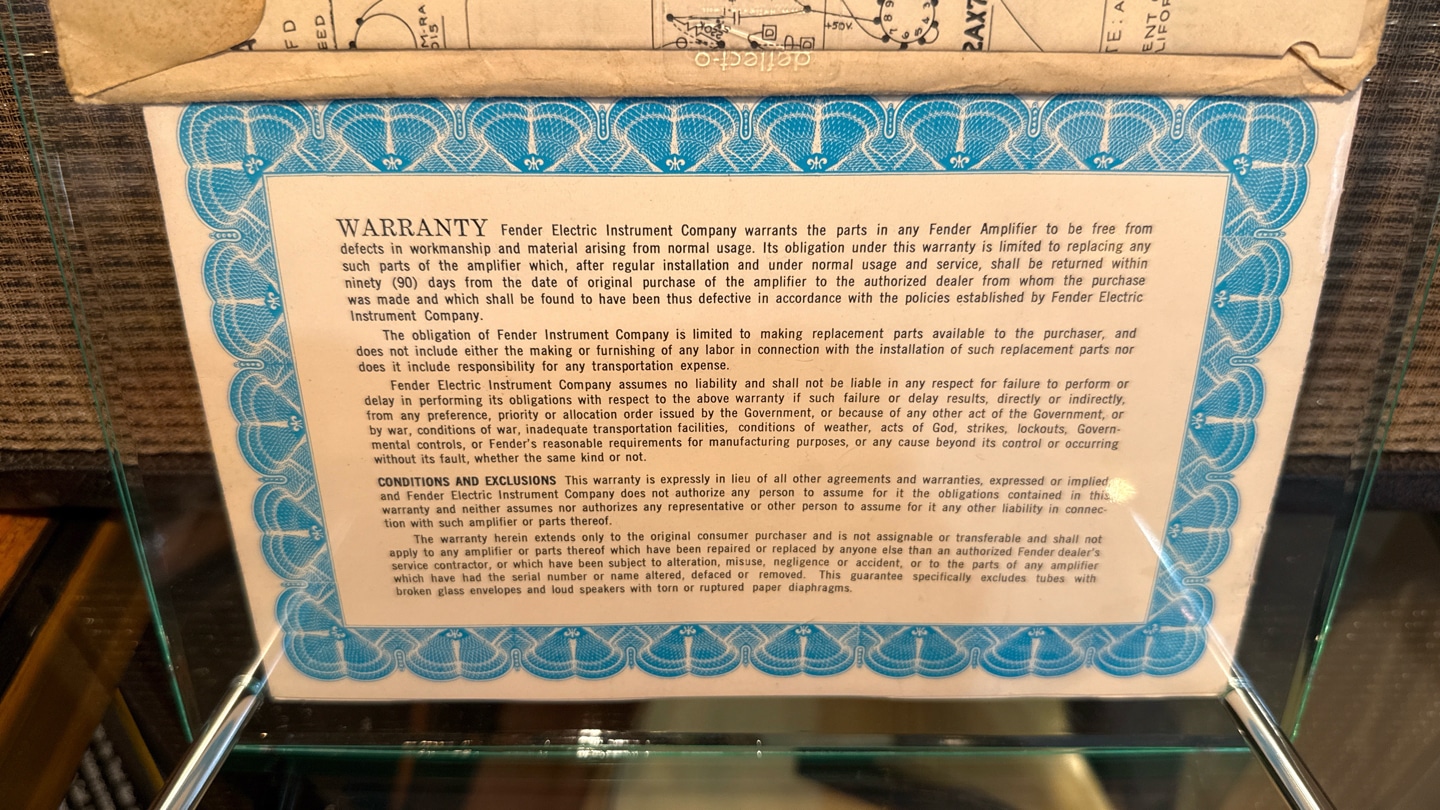 FD
EED
M-RA
D15
+50V.
8 9
7
6 5 4
3
2AX7
TE: A
ENT
LIFOR
deflect-o
WARRANTY Fender Electric Instrument Company warrants the parts in any Fender Amplifier to be free from
defects in workmanship and material arising from normal usage. Its obligation under this warranty is limited to replacing any
such parts of the amplifier which, after regular installation and under normal usage and service, shall be returned within
ninety (90) days from the date of original purchase of the amplifier to the authorized dealer from whom the purchase
was made and which shall be found to have been thus defective in accordance with the policies established by Fender Electric
Instrument Company.
The obligation of Fender Instrument Company is limited to making replacement parts available to the purchaser, and
does not include either the making or furnishing of any labor in connection with the installation of such replacement parts nor
does it include responsibility for any transportation expense.
Fender Electric Instrument Company assumes no liability and shall not be liable in any respect for failure to perform or
delay in performing its obligations with respect to the above warranty if such failure or delay results, directly or indirectly,
from any preference, priority or allocation order issued by the Government, or because of any other act of the Government, or
by war, conditions of war, inadequate transportation facilities, conditions of weather, acts of God, strikes, lockouts, Govern-
mental controls, or Fender's reasonable requirements for manufacturing purposes, or any cause beyond its control or occurring
without its fault, whether the same kind or not.
CONDITIONS AND EXCLUSIONS This warranty is expressly in lieu of all other agreements and warranties, expressed or implied,
and Fender Electric Instrument Company does not authorize any person to assume for it the obligations contained in this
warranty and neither assumes nor authorizes any representative or other person to assume for it any other liability in connec-
tion with such amplifier or parts thereof.
The warranty herein extends only to the original consumer purchaser and is not assignable or transferable and shall not
apply to any amplifier or parts thereof which have been repaired or replaced by anyone else than an authorized Fender dealer's
service contractor, or which have been subject to alteration, misuse, negligence or accident, or to the parts of any amplifier
which have had the serial number or name altered, defaced or removed. This guarantee specifically excludes tubes with
broken glass envelopes and loud speakers with torn or ruptured paper diaphragms.